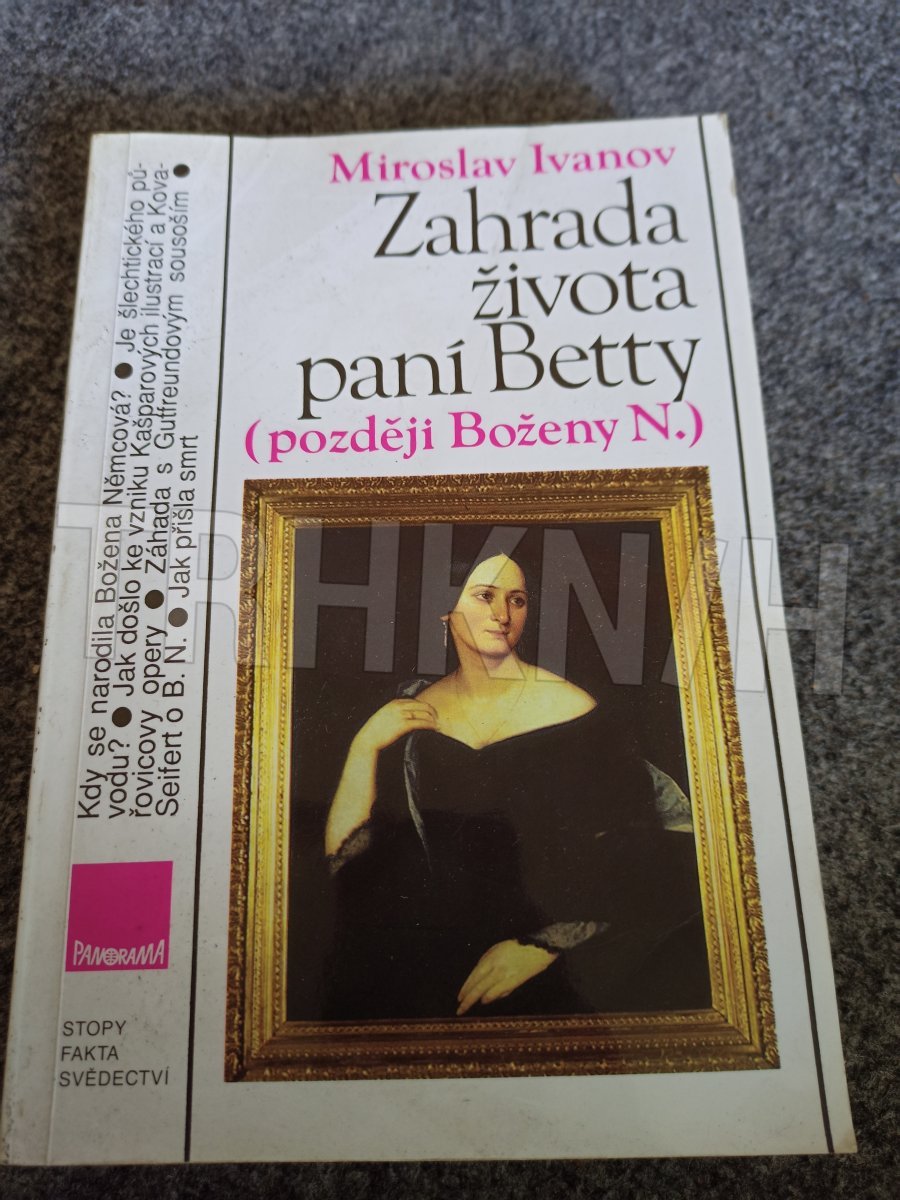 Miroslav Ivanov
Zahrada
života
paní Betty
(později Boženy N.)
Kdy se narodila Božena Němcová? ● Je šlechtického pů-
vodu? ● Jak došlo ke vzniku Kašparových ilustrací a Kova-
řovicovy opery ● Záhada s Gutfreundovým sousoším ●
Seifert o B. N. ● Jak přišla smrt
PANORAMA
STOPY
FAKTA
SVĚDECTVÍ
TRHKNIH